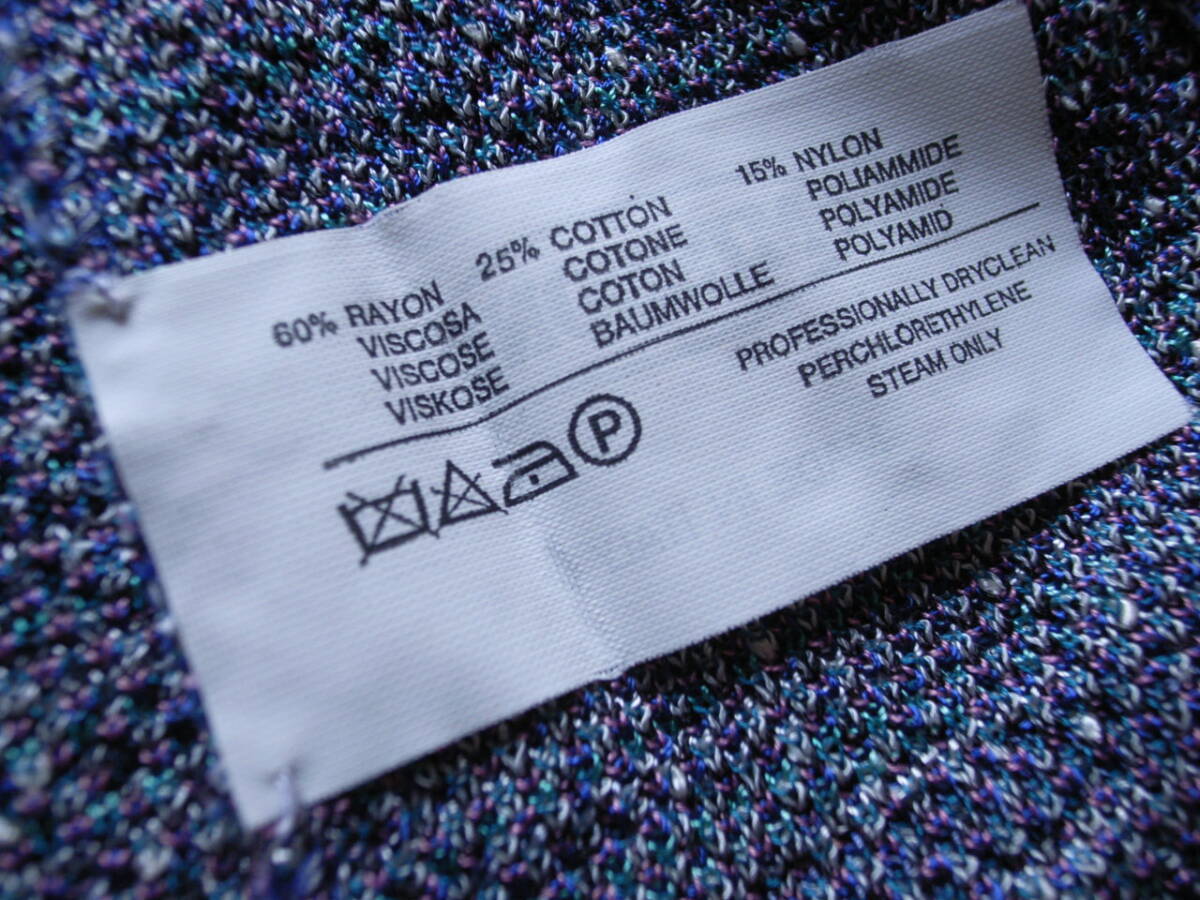 60% RAYON
VISCOSA
VISCOSE
VISKOSE
25% COTTON
COTONE
COTON
BAUMWOLLE
15% NYLON
POLIAMMIDE
POLYAMIDE
POLYAMID
P
PROFESSIONALLY DRYCLEAN
PERCHLORETHYLENE
STEAM ONLY